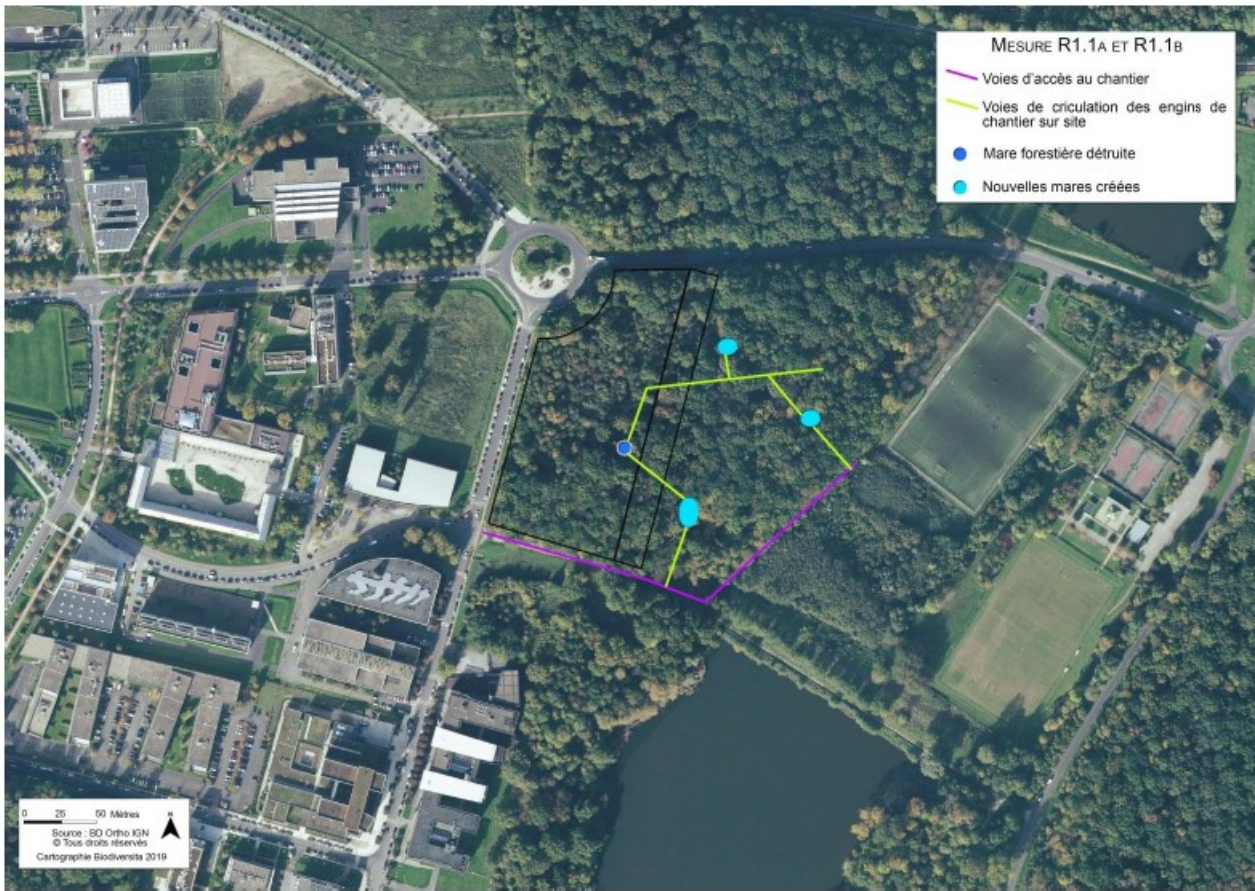 MESURE R1.1A ET R1.1B
Voies d'accès au chantier
Voies de criculation des engins de
chantier sur site
Mare forestière détruite
Nouvelles mares créées
0 25 50 Mètres
N
Source : BD Ortho IGN
© Tous droits réservés
Cartographie Biodiversita 2019